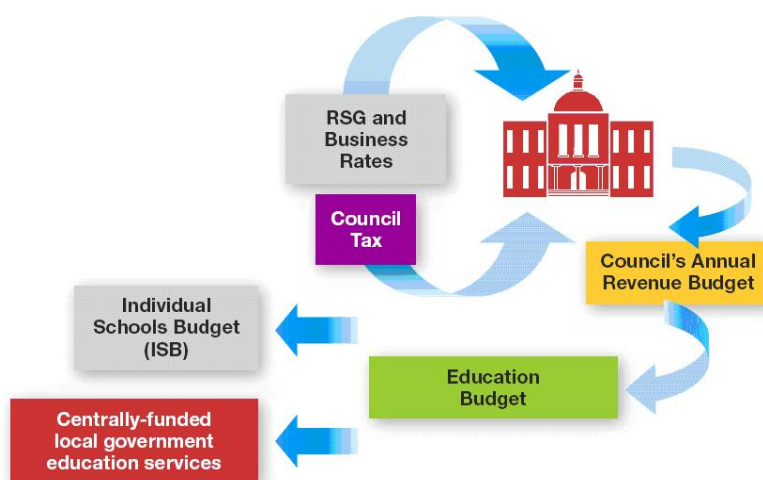 RSG and
Business
Rates
Council
Tax
Council’s Annual
Revenue Budget
Individual
Schools Budget
(ISB)
Education
Budget
Centrally-funded
local government
education services